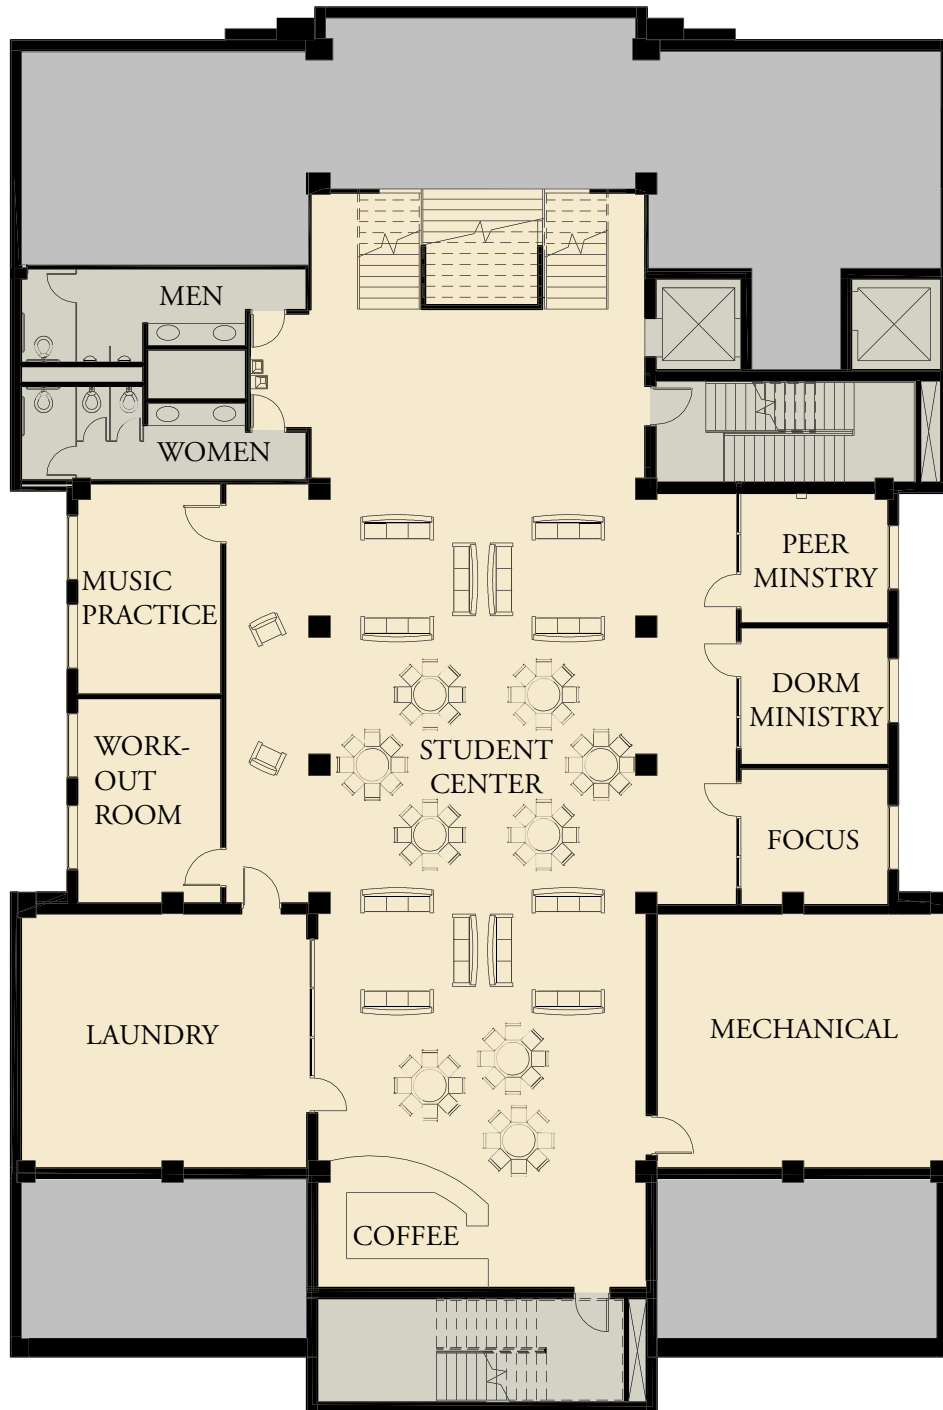 MEN
WOMEN
MUSIC
PRACTICE
PEER
MINSTRY
DORM
MINISTRY
WORK-
OUT
ROOM
STUDENT
CENTER
FOCUS
LAUNDRY
MECHANICAL
COFFEE